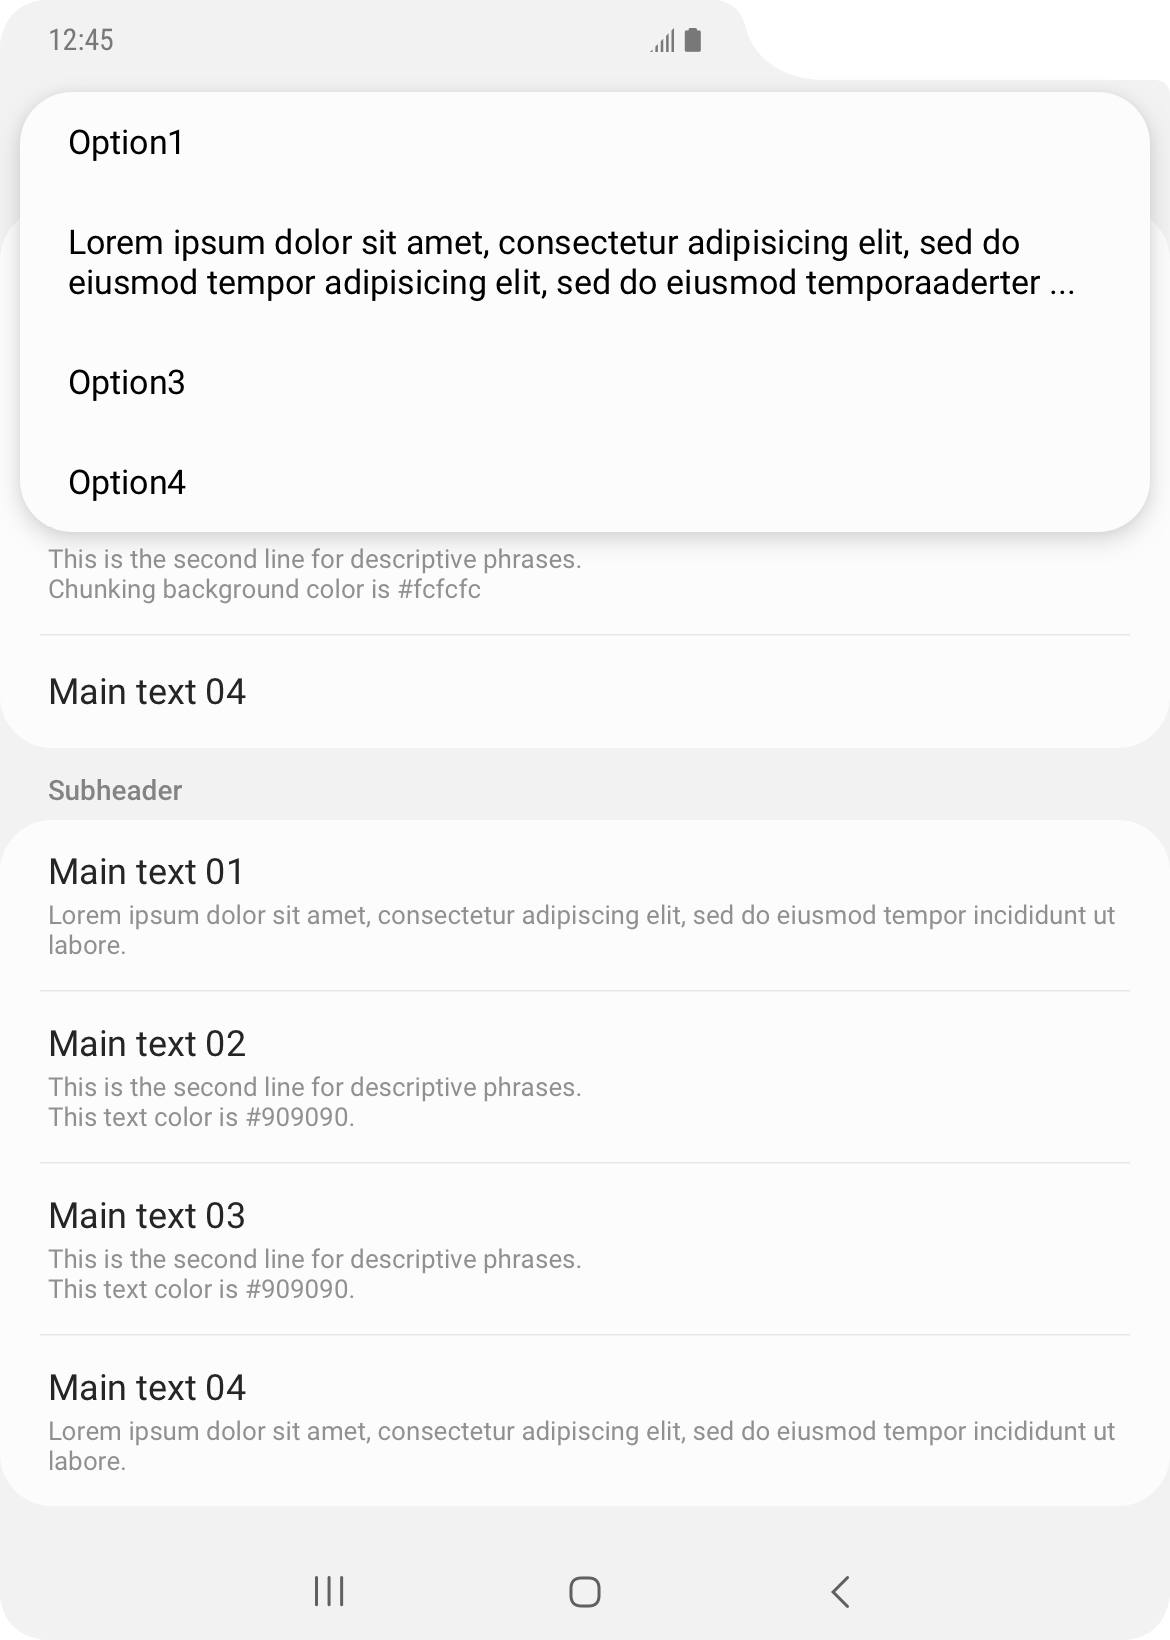 12:45
Option1
Lorem ipsum dolor sit amet, consectetur adipisicing elit, sed do
eiusmod tempor adipisicing elit, sed do eiusmod temporaaderter ...
Option3
Option4
This is the second line for descriptive phrases.
Chunking background color is #fcfcfc
Main text 04
Subheader
Main text 01
Lorem ipsum dolor sit amet, consectetur adipiscing elit, sed do eiusmod tempor incididunt ut
labore.
Main text 02
This is the second line for descriptive phrases.
This text color is #909090.
Main text 03
This is the second line for descriptive phrases.
This text color is #909090.
Main text 04
Lorem ipsum dolor sit amet, consectetur adipiscing elit, sed do eiusmod tempor incididunt ut
labore.